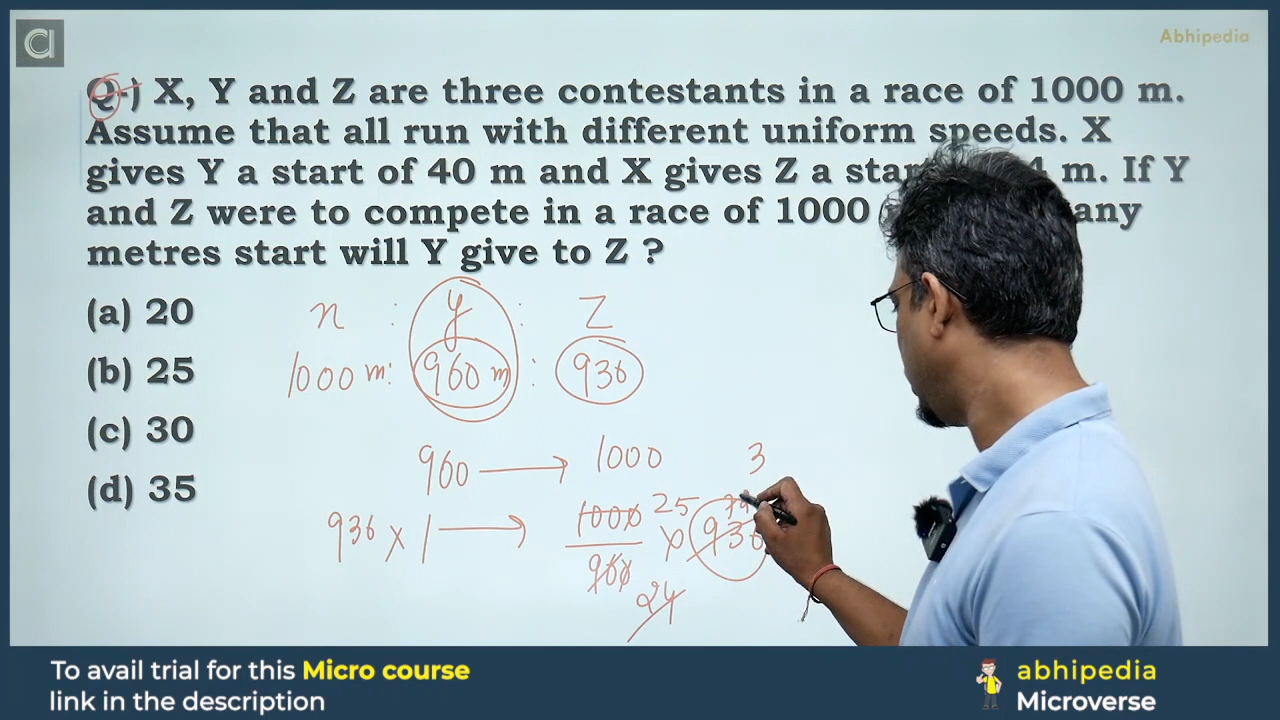 Abhipedia
Q-) X, Y and Z are three contestants in a race of 1000 m.
Assume that all run with different uniform speeds. X
gives Y a start of 40 m and X gives Z a star 4 m. If Y
and Z were to compete in a race of 1000 any
metres start will Y give to Z ?
(a) 20
(b) 25
(c) 30
(d) 35
x : y : Z
1000 m : 960 m : 936
960 → 1000 3
936 x 1 → 1000 25 x 936
960
24
To avail trial for this Micro course
link in the description
abhipedia
Microverse